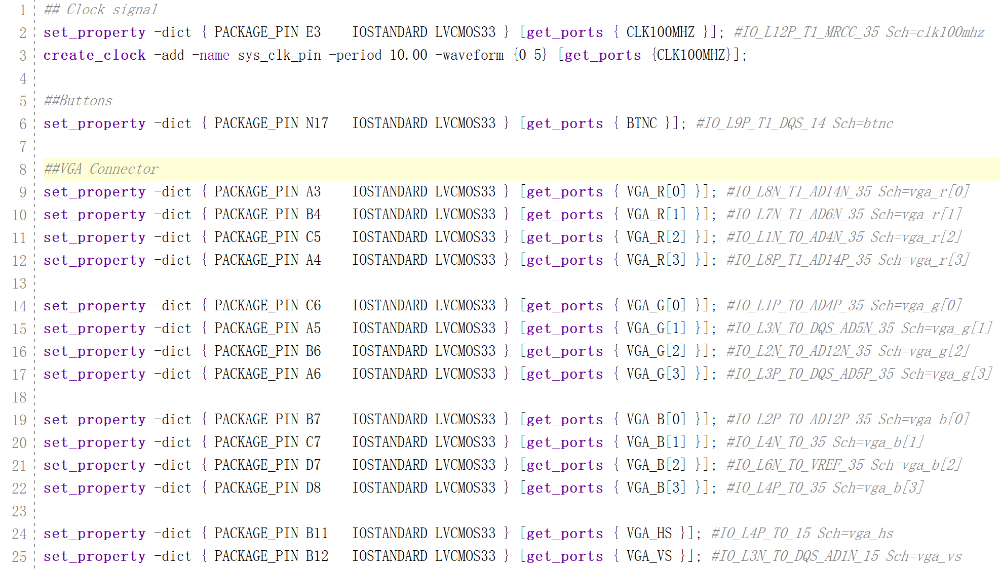 1 ## Clock signal
2 set_property -dict { PACKAGE_PIN E3    IOSTANDARD LVCMOS33 } [get_ports { CLK100MHZ }]; #IO_L12P_T1_MRCC_35 Sch=clk100mhz
3 create_clock -add -name sys_clk_pin -period 10.00 -waveform {0 5} [get_ports {CLK100MHZ}];
4
5 ##Buttons
6 set_property -dict { PACKAGE_PIN N17   IOSTANDARD LVCMOS33 } [get_ports { BTNC }]; #IO_L9P_T1_DQS_14 Sch=btnc
7
8 ##VGA Connector
9 set_property -dict { PACKAGE_PIN A3    IOSTANDARD LVCMOS33 } [get_ports { VGA_R[0] }]; #IO_L8N_T1_AD14N_35 Sch=vga_r[0]
10 set_property -dict { PACKAGE_PIN B4    IOSTANDARD LVCMOS33 } [get_ports { VGA_R[1] }]; #IO_L7N_T1_AD6N_35 Sch=vga_r[1]
11 set_property -dict { PACKAGE_PIN C5    IOSTANDARD LVCMOS33 } [get_ports { VGA_R[2] }]; #IO_L1N_T0_AD4N_35 Sch=vga_r[2]
12 set_property -dict { PACKAGE_PIN A4    IOSTANDARD LVCMOS33 } [get_ports { VGA_R[3] }]; #IO_L8P_T1_AD14P_35 Sch=vga_r[3]
13
14 set_property -dict { PACKAGE_PIN C6    IOSTANDARD LVCMOS33 } [get_ports { VGA_G[0] }]; #IO_L1P_T0_AD4P_35 Sch=vga_g[0]
15 set_property -dict { PACKAGE_PIN A5    IOSTANDARD LVCMOS33 } [get_ports { VGA_G[1] }]; #IO_L3N_T0_DQS_AD5N_35 Sch=vga_g[1]
16 set_property -dict { PACKAGE_PIN B6    IOSTANDARD LVCMOS33 } [get_ports { VGA_G[2] }]; #IO_L2N_T0_AD12N_35 Sch=vga_g[2]
17 set_property -dict { PACKAGE_PIN A6    IOSTANDARD LVCMOS33 } [get_ports { VGA_G[3] }]; #IO_L3P_T0_DQS_AD5P_35 Sch=vga_g[3]
18
19 set_property -dict { PACKAGE_PIN B7    IOSTANDARD LVCMOS33 } [get_ports { VGA_B[0] }]; #IO_L2P_T0_AD12P_35 Sch=vga_b[0]
20 set_property -dict { PACKAGE_PIN C7    IOSTANDARD LVCMOS33 } [get_ports { VGA_B[1] }]; #IO_L4N_T0_35 Sch=vga_b[1]
21 set_property -dict { PACKAGE_PIN D7    IOSTANDARD LVCMOS33 } [get_ports { VGA_B[2] }]; #IO_L6N_T0_VREF_35 Sch=vga_b[2]
22 set_property -dict { PACKAGE_PIN D8    IOSTANDARD LVCMOS33 } [get_ports { VGA_B[3] }]; #IO_L4P_T0_35 Sch=vga_b[3]
23
24 set_property -dict { PACKAGE_PIN B11   IOSTANDARD LVCMOS33 } [get_ports { VGA_HS }]; #IO_L4P_T0_15 Sch=vga_hs
25 set_property -dict { PACKAGE_PIN B12   IOSTANDARD LVCMOS33 } [get_ports { VGA_VS }]; #IO_L3N_T0_DQS_AD1N_15 Sch=vga_vs